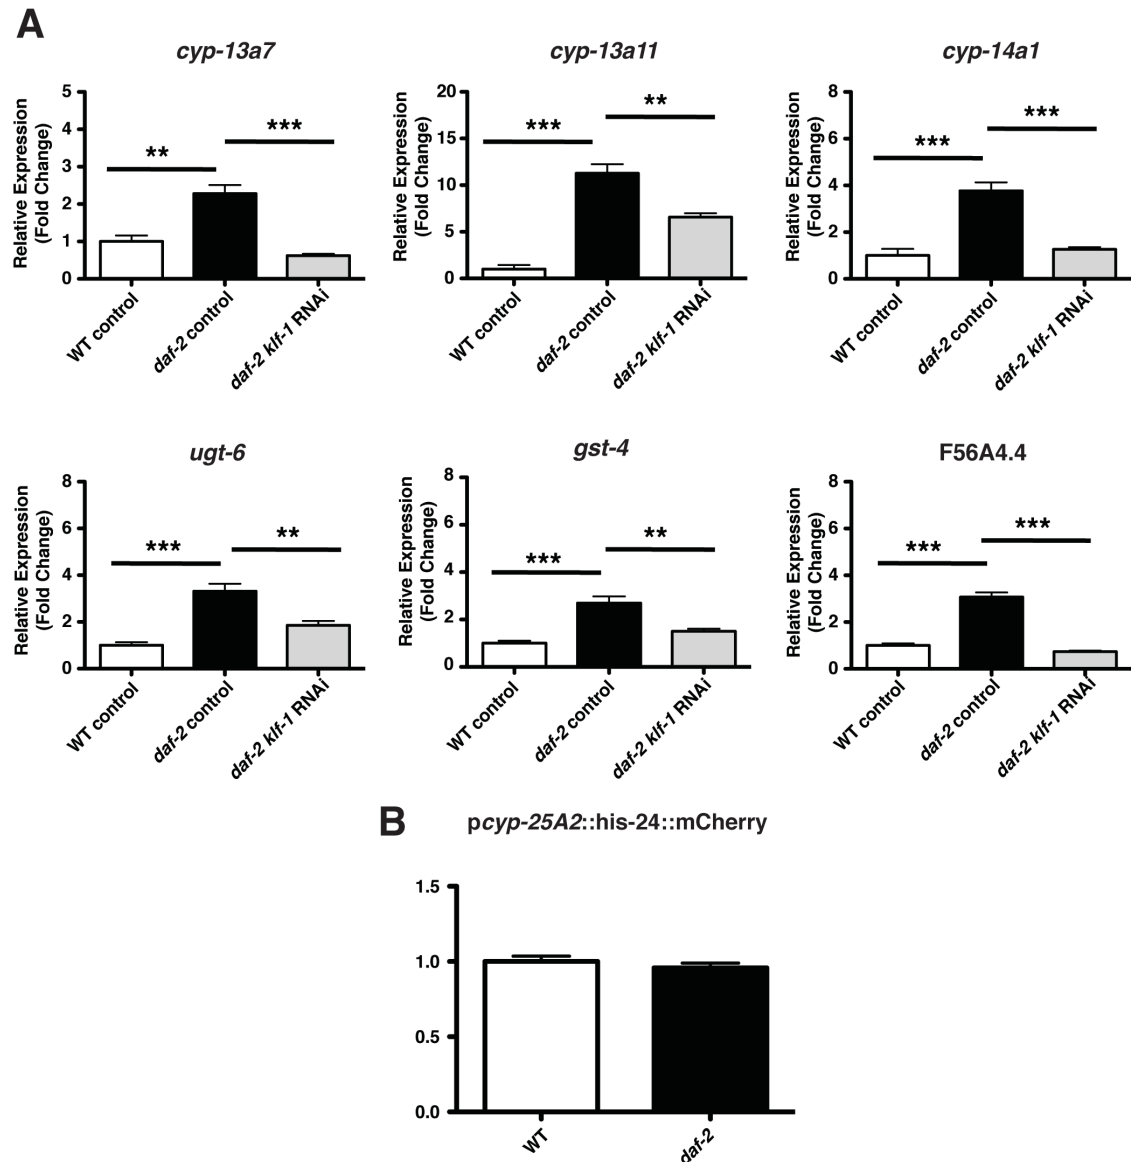 A
cyp-13a7
cyp-13a11
cyp-14a1
Relative Expression
(Fold Change)
5
4
3
2
1
0
**
***
WT control
daf-2 control
daf-2 klf-1 RNAi
Relative Expression
(Fold Change)
20
15
10
5
0
***
**
WT control
daf-2 control
daf-2 klf-1 RNAi
Relative Expression
(Fold Change)
8
6
4
2
0
***
***
WT control
daf-2 control
daf-2 klf-1 RNAi
ugt-6
gst-4
F56A4.4
Relative Expression
(Fold Change)
8
6
4
2
0
***
**
WT control
daf-2 control
daf-2 klf-1 RNAi
Relative Expression
(Fold Change)
8
6
4
2
0
***
**
WT control
daf-2 control
daf-2 klf-1 RNAi
Relative Expression
(Fold Change)
8
6
4
2
0
***
***
WT control
daf-2 control
daf-2 klf-1 RNAi
B
pcyp-25A2::his-24::mCherry
1.5
1.0
0.5
0.0
WT
daf-2